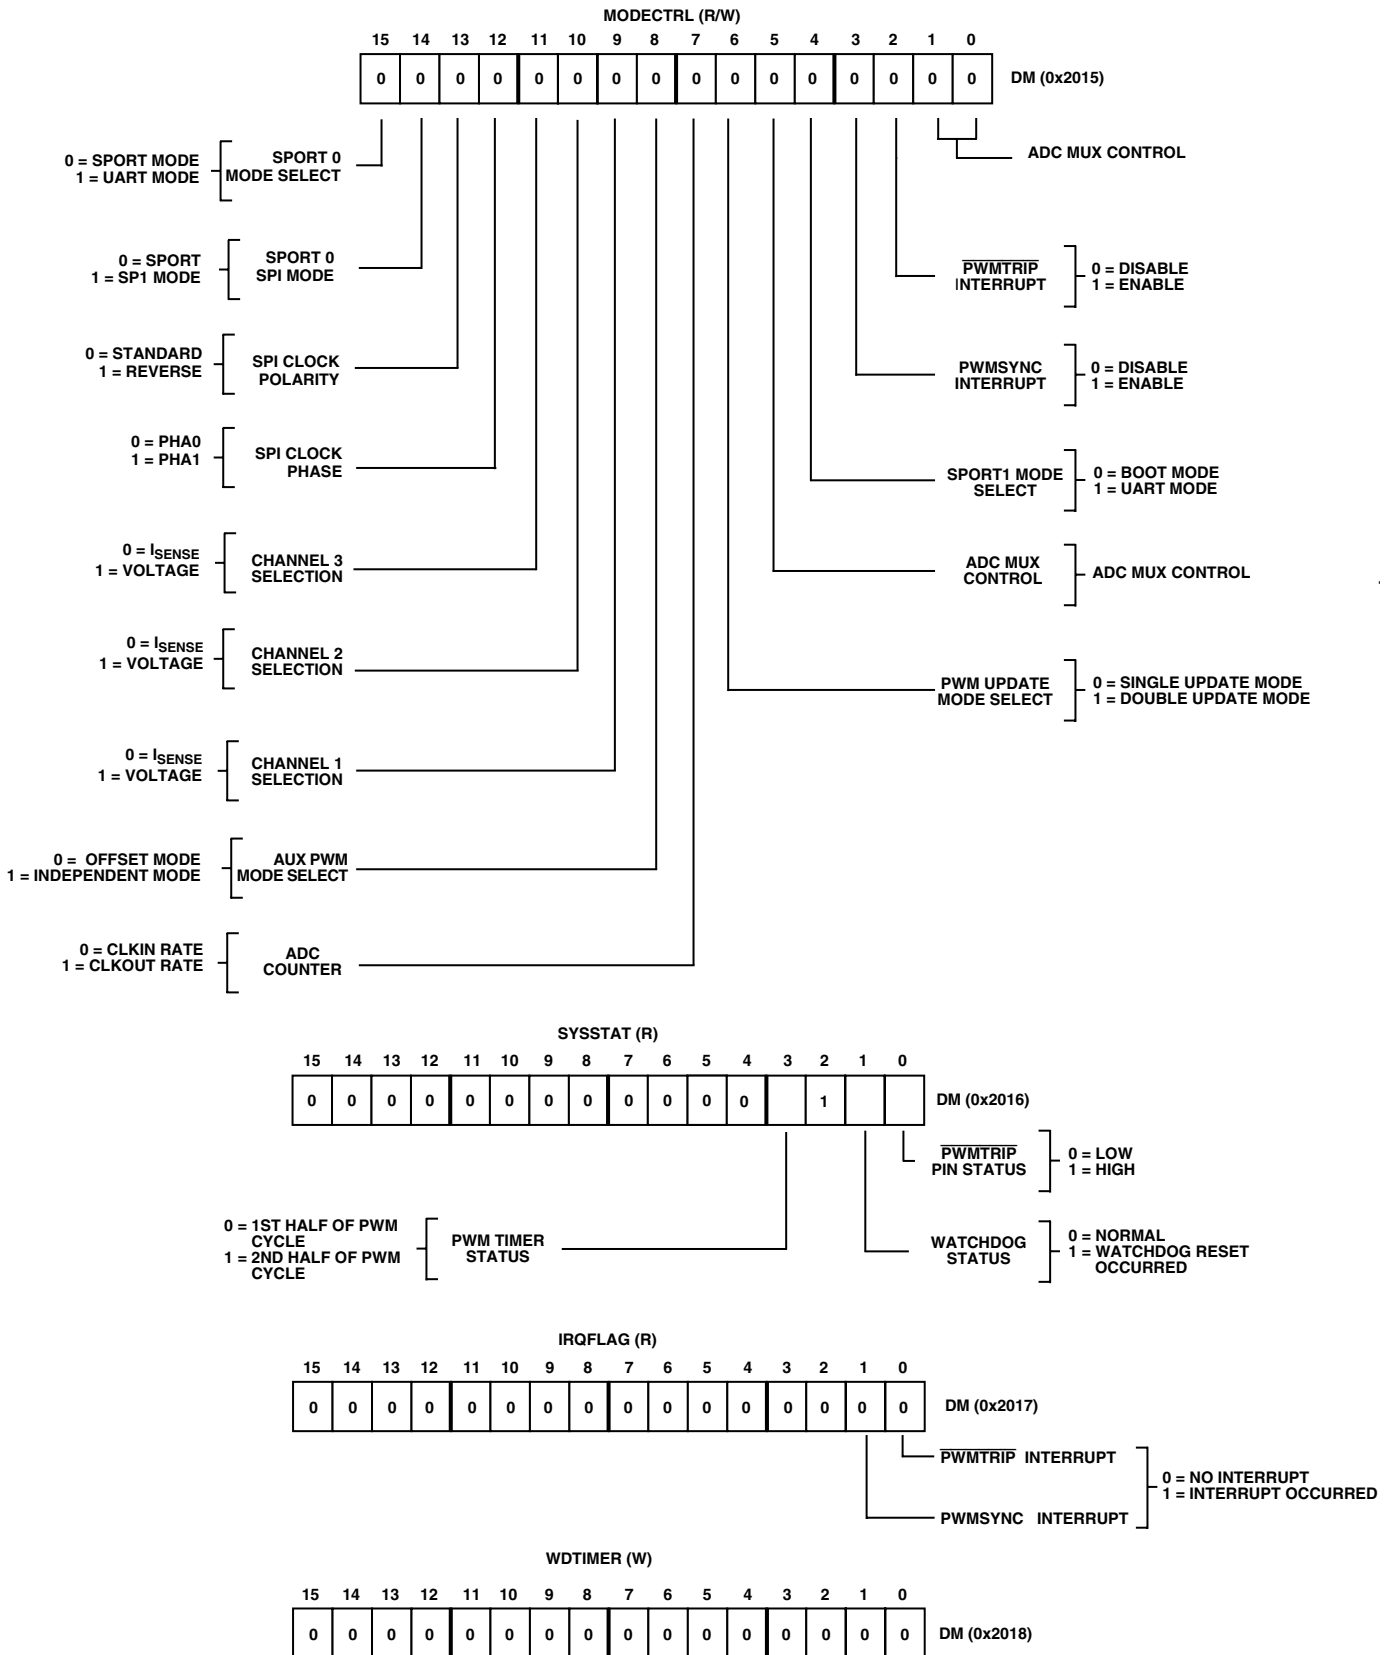 MODECTRL (R/W)
15 14 13 12 11 10 9 8 7 6 5 4 3 2 1 0
0 0 0 0 0 0 0 0 0 0 0 0 0 0 0 0 DM (0x2015)
ADC MUX CONTROL
0 = SPORT MODE
1 = UART MODE
SPORT 0
MODE SELECT
0 = SPORT
1 = SP1 MODE
SPORT 0
SPI MODE
PWMTRIP
INTERRUPT
0 = DISABLE
1 = ENABLE
0 = STANDARD
1 = REVERSE
SPI CLOCK
POLARITY
PWMSYNC
INTERRUPT
0 = DISABLE
1 = ENABLE
0 = PHA0
1 = PHA1
SPI CLOCK
PHASE
SPORT1 MODE
SELECT
0 = BOOT MODE
1 = UART MODE
0 = ISENSE
1 = VOLTAGE
CHANNEL 3
SELECTION
ADC MUX
CONTROL
ADC MUX CONTROL
0 = ISENSE
1 = VOLTAGE
CHANNEL 2
SELECTION
PWM UPDATE
MODE SELECT
0 = SINGLE UPDATE MODE
1 = DOUBLE UPDATE MODE
0 = ISENSE
1 = VOLTAGE
CHANNEL 1
SELECTION
0 = OFFSET MODE
1 = INDEPENDENT MODE
AUX PWM
MODE SELECT
0 = CLKIN RATE
1 = CLKOUT RATE
ADC
COUNTER
SYSSTAT (R)
15 14 13 12 11 10 9 8 7 6 5 4 3 2 1 0
0 0 0 0 0 0 0 0 0 0 0 0 1 DM (0x2016)
PWMTRIP
PIN STATUS
0 = LOW
1 = HIGH
0 = 1ST HALF OF PWM
CYCLE
1 = 2ND HALF OF PWM
CYCLE
PWM TIMER
STATUS
WATCHDOG
STATUS
0 = NORMAL
1 = WATCHDOG RESET
OCCURRED
IRQFLAG (R)
15 14 13 12 11 10 9 8 7 6 5 4 3 2 1 0
0 0 0 0 0 0 0 0 0 0 0 0 0 0 0 0 DM (0x2017)
PWMTRIP INTERRUPT
PWMSYNC INTERRUPT
0 = NO INTERRUPT
1 = INTERRUPT OCCURRED
WDTIMER (W)
15 14 13 12 11 10 9 8 7 6 5 4 3 2 1 0
0 0 0 0 0 0 0 0 0 0 0 0 0 0 0 0 DM (0x2018)